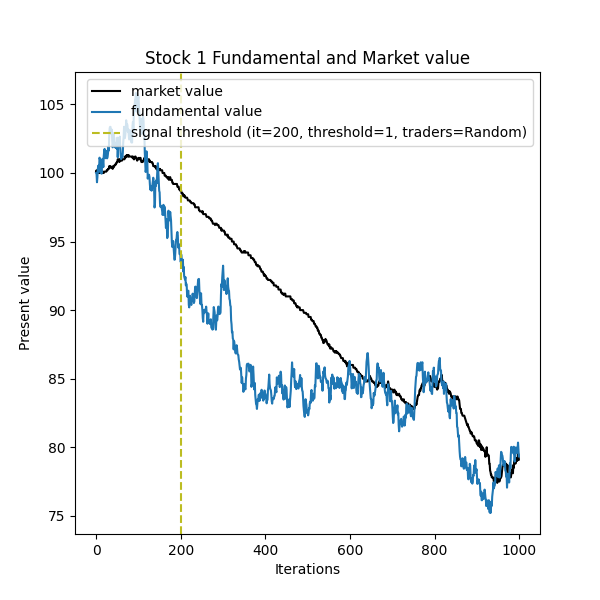 Stock 1 Fundamental and Market value
market value
fundamental value
signal threshold (it=200, threshold=1, traders=Random)
105
100
95
90
85
80
75
Present value
0 200 400 600 800 1000
Iterations